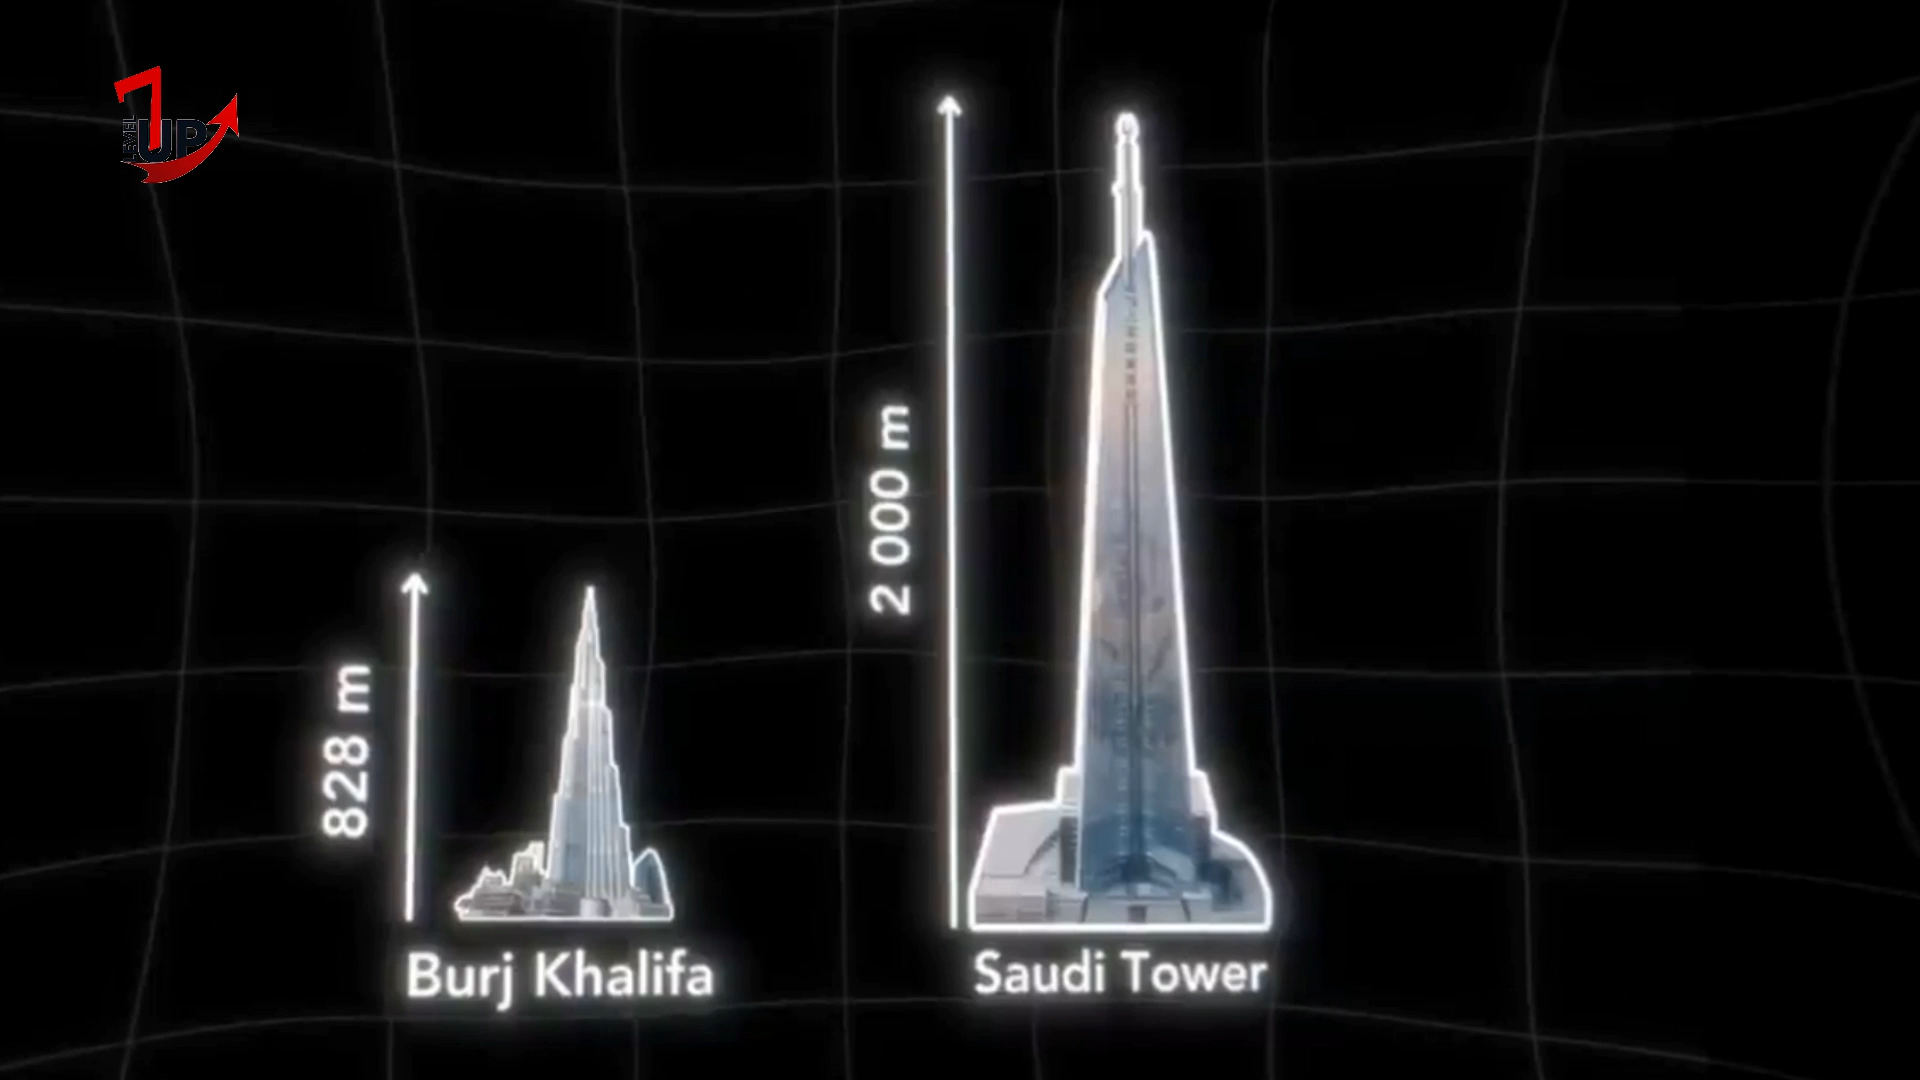 LEVEL
UP
2 000 m
828 m
Burj Khalifa
Saudi Tower